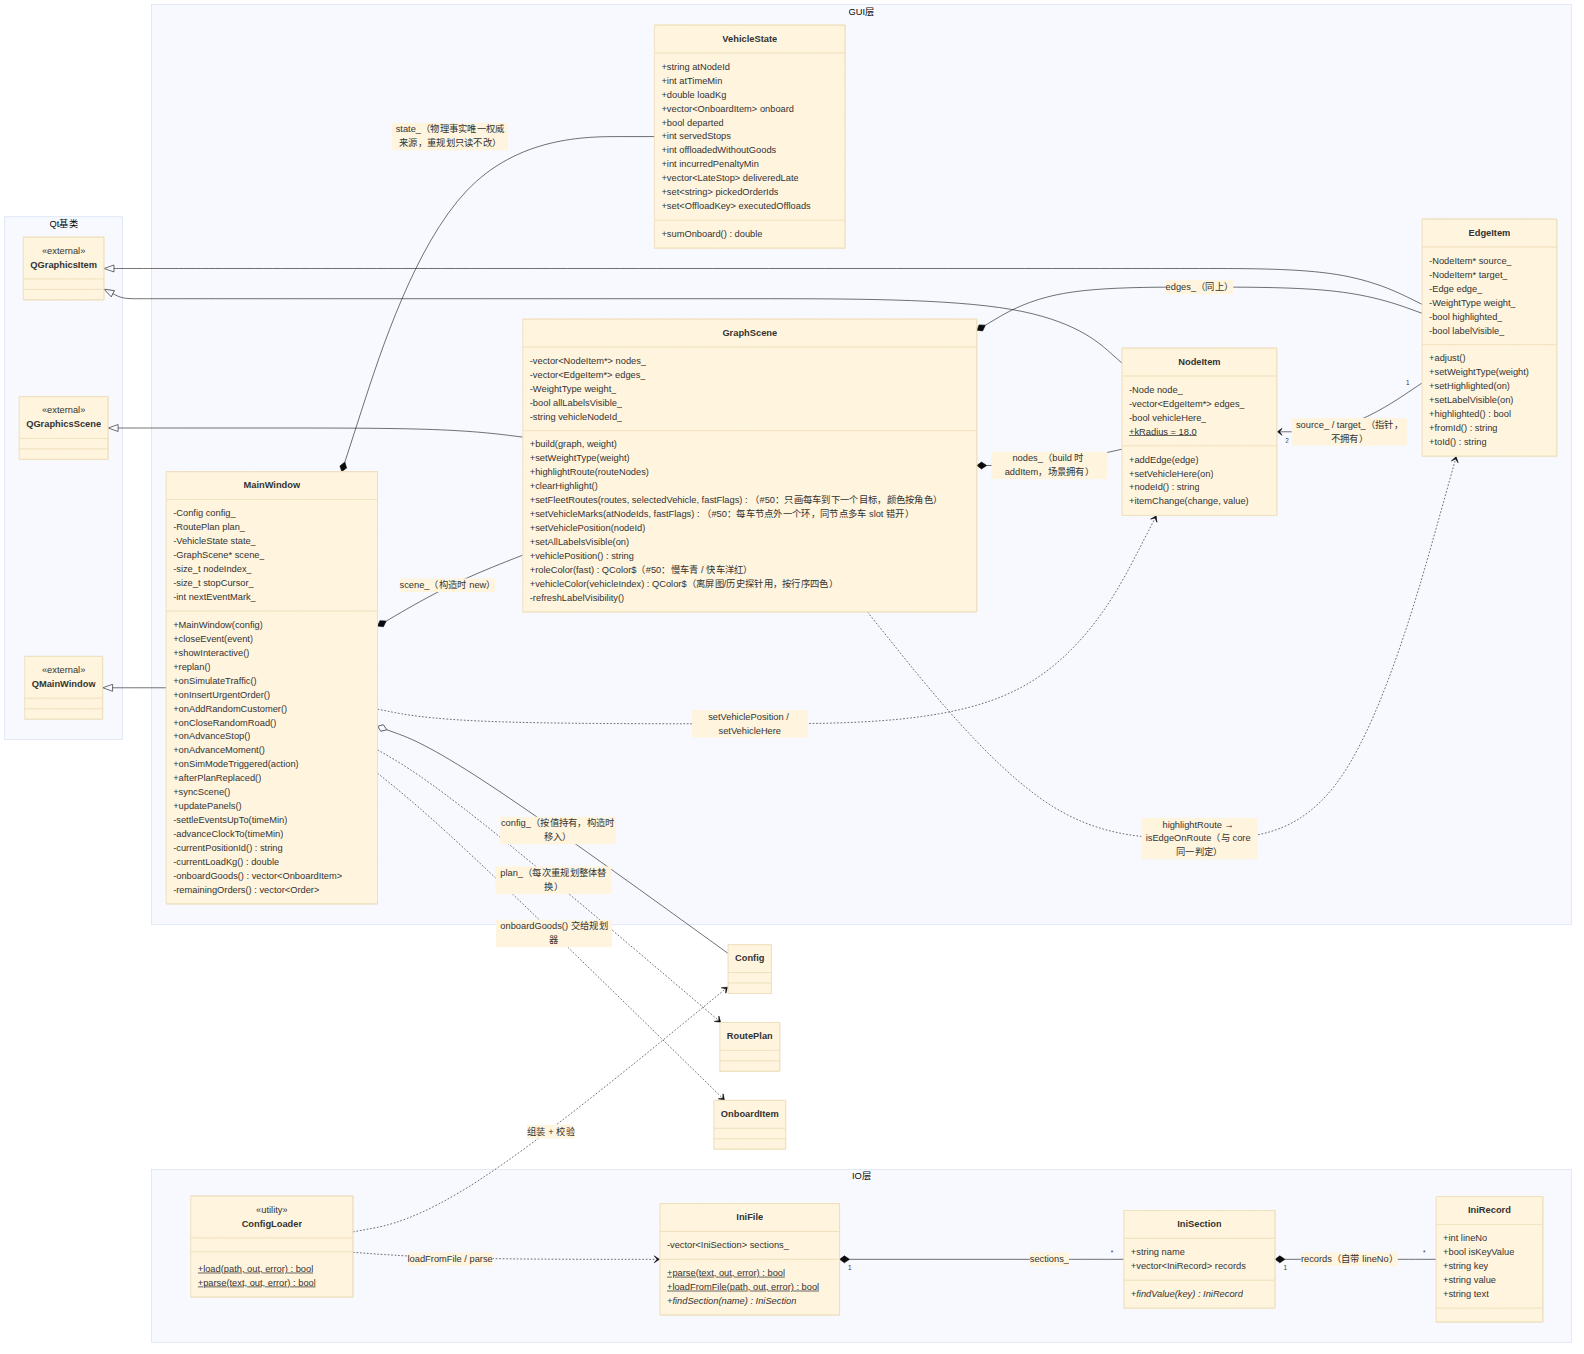 GUI层
VehicleState
+string atNodeId
+int atTimeMin
+double loadKg
+vector<OnboardItem> onboard
+bool departed
+int servedStops
+int offloadedWithoutGoods
+int incurredPenaltyMin
+vector<LateStop> deliveredLate
+set<string> pickedOrderIds
+set<OffloadKey> executedOffloads
+sumOnboard() : double
state_（物理事实唯一权威
来源，重规划只读不改）
Qt基类
«external»
QGraphicsItem
«external»
QGraphicsScene
«external»
QMainWindow
EdgeItem
-NodeItem* source_
-NodeItem* target_
-Edge edge_
-WeightType weight_
-bool highlighted_
-bool labelVisible_
+adjust()
+setWeightType(weight)
+setHighlighted(on)
+setLabelVisible(on)
+highlighted() : bool
+fromId() : string
+toId() : string
edges_（同上）
GraphScene
-vector<NodeItem*> nodes_
-vector<EdgeItem*> edges_
-WeightType weight_
-bool allLabelsVisible_
-string vehicleNodeId_
+build(graph, weight)
+setWeightType(weight)
+highlightRoute(routeNodes)
+clearHighlight()
+setFleetRoutes(routes, selectedVehicle, fastFlags) : （#50：只画每车到下一个目标，颜色按角色）
+setVehicleMarks(atNodeIds, fastFlags) : （#50：每车节点外一个环，同节点多车 slot 错开）
+setVehiclePosition(nodeId)
+setAllLabelsVisible(on)
+vehiclePosition() : string
+roleColor(fast) : QColor$（#50：慢车青 / 快车洋红）
+vehicleColor(vehicleIndex) : QColor$（离屏图/历史探针用，按行序四色）
-refreshLabelVisibility()
NodeItem
-Node node_
-vector<EdgeItem*> edges_
-bool vehicleHere_
+kRadius = 18.0
+addEdge(edge)
+setVehicleHere(on)
+nodeId() : string
+itemChange(change, value)
1
source_ / target_（指针，
不拥有）
2
nodes_（build 时
addItem，场景拥有）
MainWindow
-Config config_
-RoutePlan plan_
-VehicleState state_
-GraphScene* scene_
-size_t nodeIndex_
-size_t stopCursor_
-int nextEventMark_
+MainWindow(config)
+closeEvent(event)
+showInteractive()
+replan()
+onSimulateTraffic()
+onInsertUrgentOrder()
+onAddRandomCustomer()
+onCloseRandomRoad()
+onAdvanceStop()
+onAdvanceMoment()
+onSimModeTriggered(action)
+afterPlanReplaced()
+syncScene()
+updatePanels()
-settleEventsUpTo(timeMin)
-advanceClockTo(timeMin)
-currentPositionId() : string
-currentLoadKg() : double
-onboardGoods() : vector<OnboardItem>
-remainingOrders() : vector<Order>
scene_（构造时 new）
setVehiclePosition /
setVehicleHere
config_（按值持有，构造时
移入）
plan_（每次重规划整体替
换）
onboardGoods() 交给规划
器
highlightRoute →
isEdgeOnRoute（与 core
同一判定）
Config
RoutePlan
OnboardItem
组装 + 校验
IO层
«utility»
ConfigLoader
+load(path, out, error) : bool
+parse(text, out, error) : bool
loadFromFile / parse
IniFile
-vector<IniSection> sections_
+parse(text, out, error) : bool
+loadFromFile(path, out, error) : bool
+findSection(name) : IniSection
1
sections_
*
IniSection
+string name
+vector<IniRecord> records
+findValue(key) : IniRecord
1
records（自带 lineNo）
*
IniRecord
+int lineNo
+bool isKeyValue
+string key
+string value
+string text